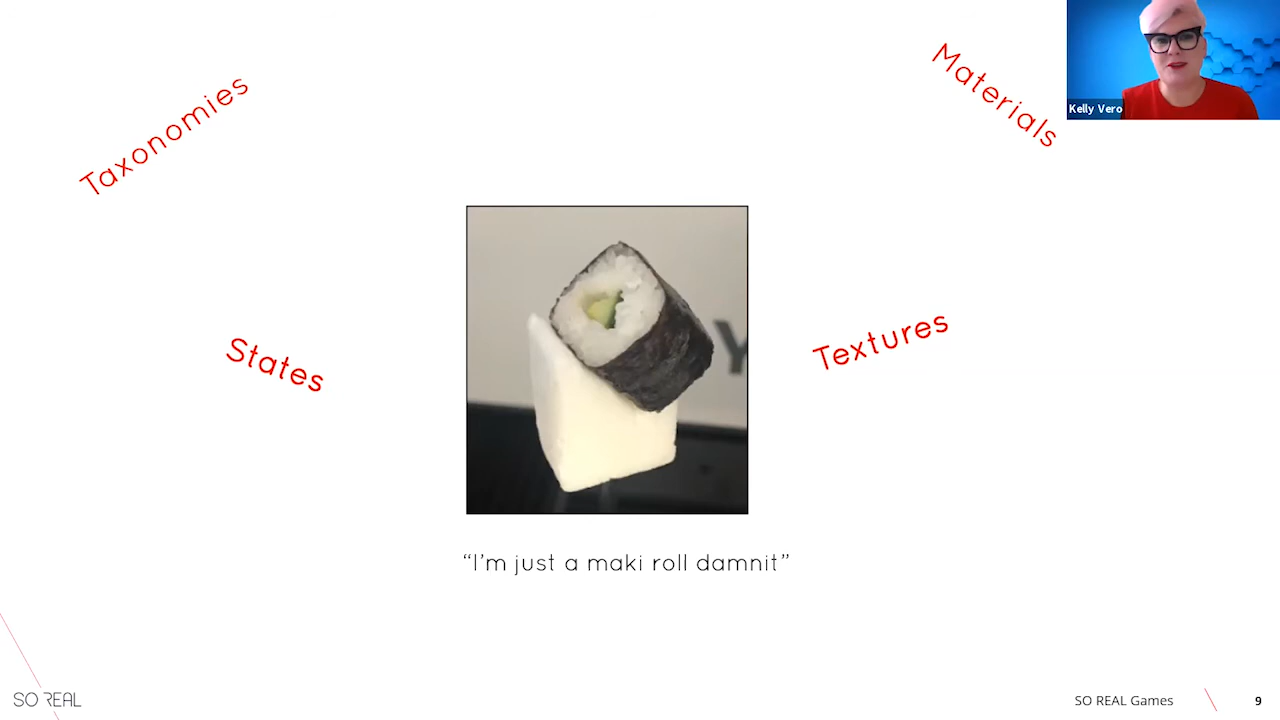 Taxonomies
Materials
Kelly Vero
States
Textures
Y
“I’m just a maki roll damnit”
SO REAL
SO REAL Games
9